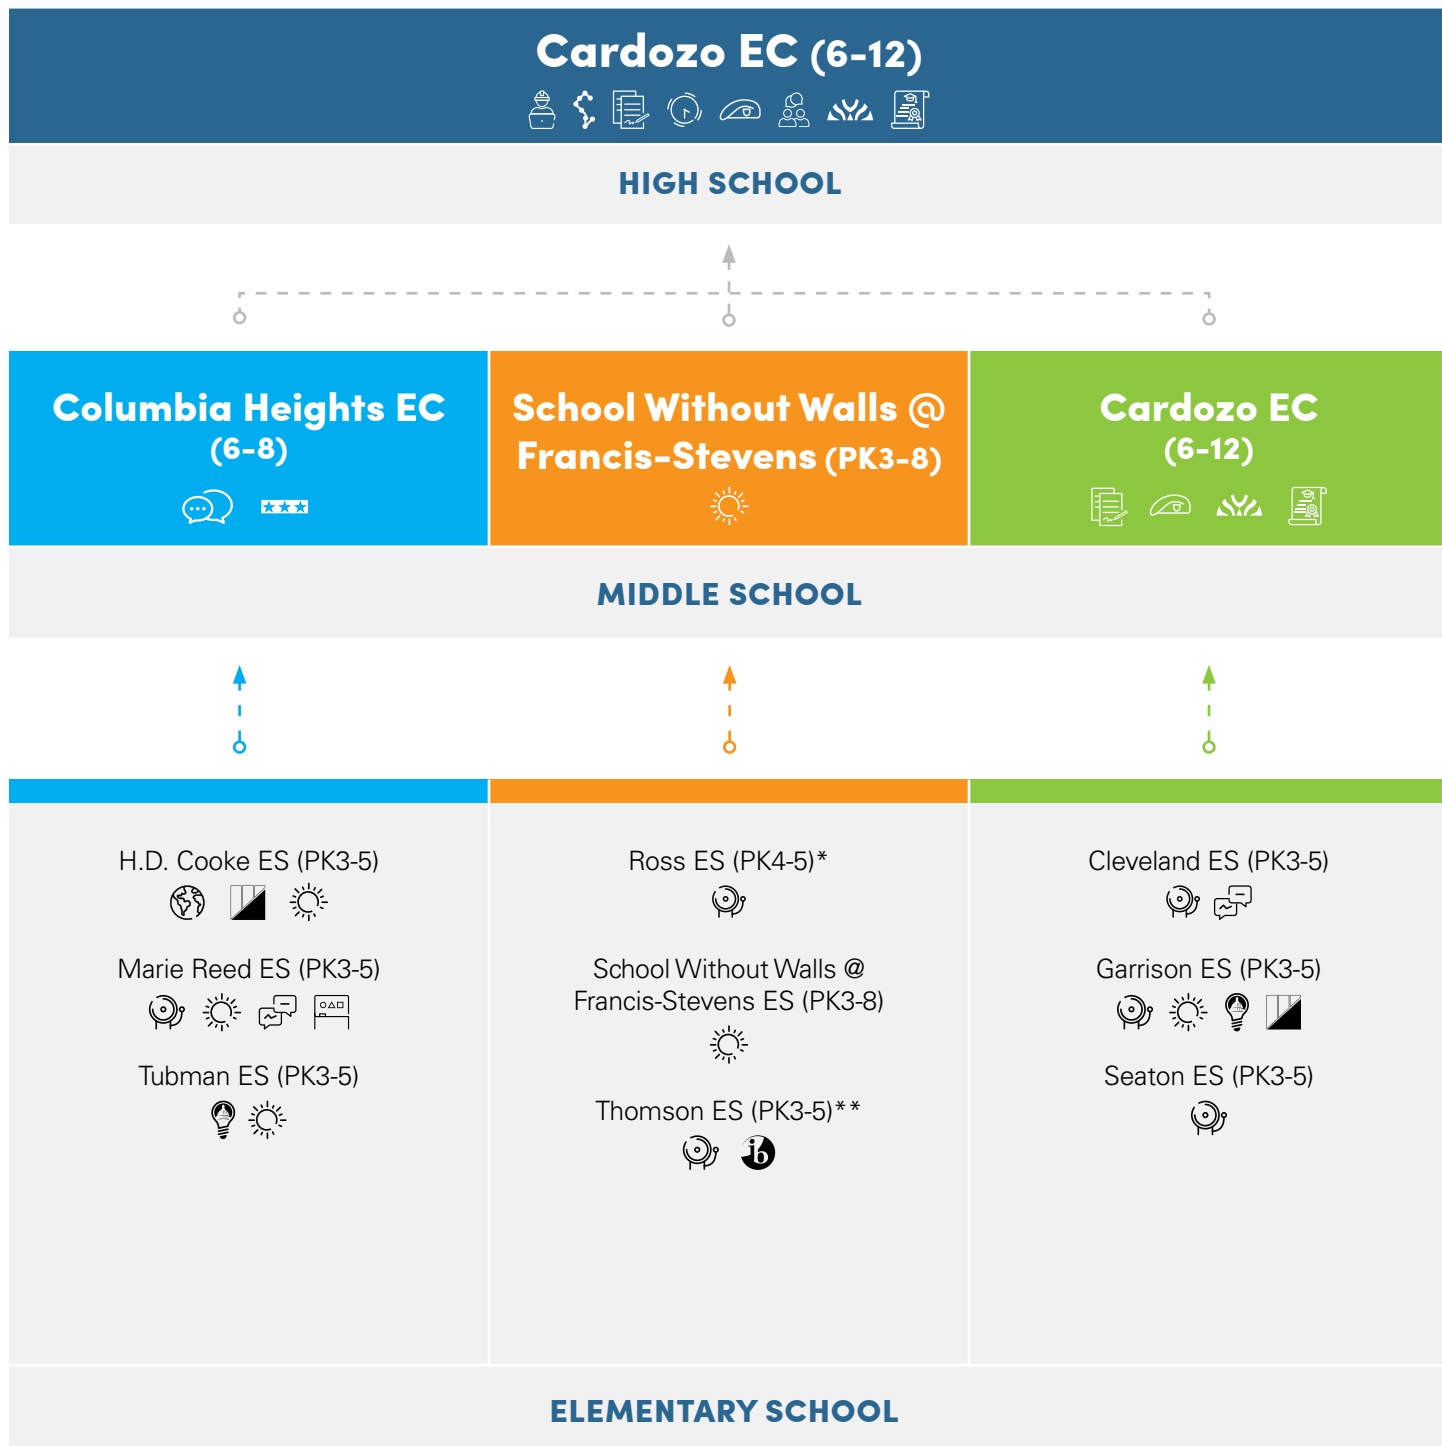 Cardozo EC (6-12)
HIGH SCHOOL
Columbia Heights EC
(6-8)
School Without Walls @
Francis-Stevens (PK3-8)
Cardozo EC
(6-12)
MIDDLE SCHOOL
H.D. Cooke ES (PK3-5)
Marie Reed ES (PK3-5)
Tubman ES (PK3-5)
Ross ES (PK4-5)*
School Without Walls @
Francis-Stevens ES (PK3-8)
Thomson ES (PK3-5)**
ib
Cleveland ES (PK3-5)
Garrison ES (PK3-5)
Seaton ES (PK3-5)
ELEMENTARY SCHOOL